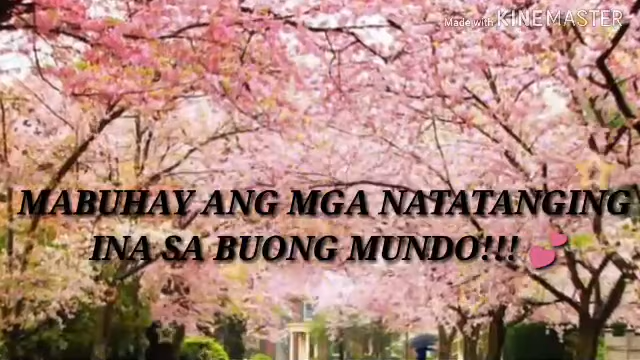 Made with KINEMASTER
MABUHAY ANG MGA NATATANGING
INA SA BUONG MUNDO!!! 💕